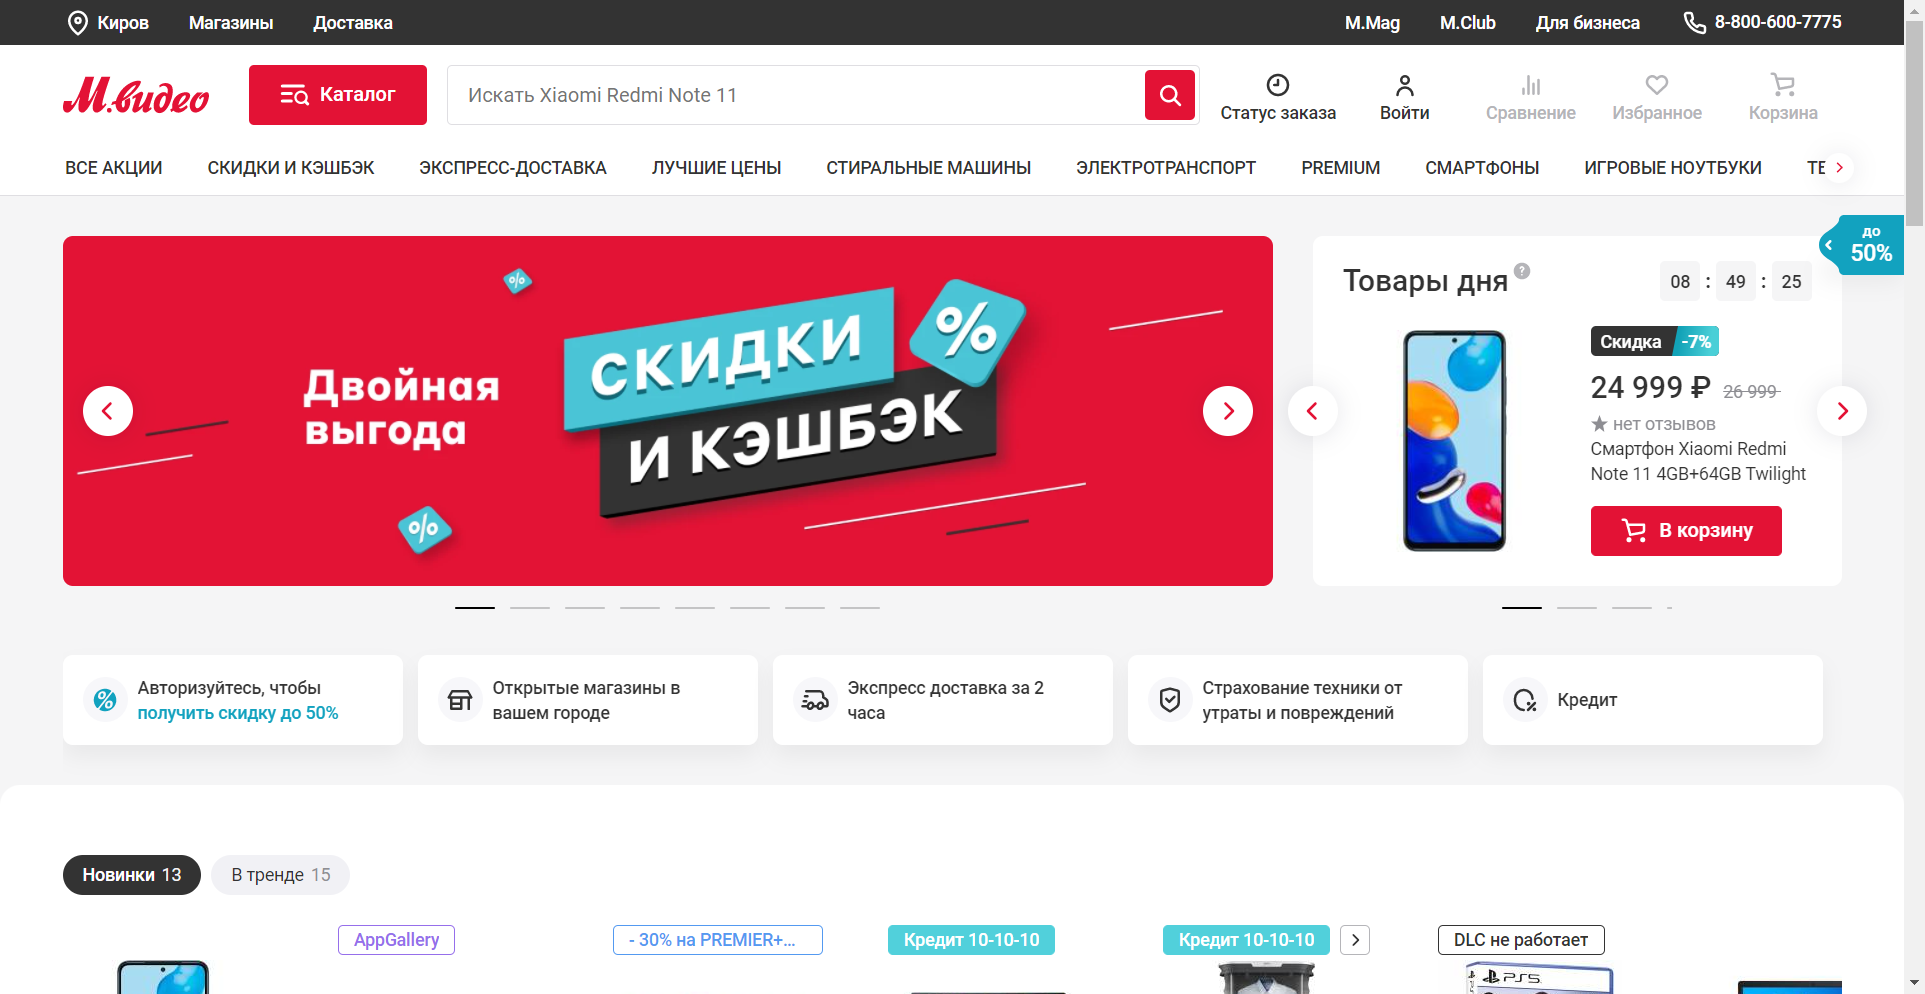 Киров
Магазины
Доставка
M.Mag
M.Club
Для бизнеса
8-800-600-7775
М.видео
Каталог
Искать Xiaomi Redmi Note 11
Статус заказа
Войти
Сравнение
Избранное
Корзина
ВСЕ АКЦИИ
СКИДКИ И КЭШБЭК
ЭКСПРЕСС-ДОСТАВКА
ЛУЧШИЕ ЦЕНЫ
СТИРАЛЬНЫЕ МАШИНЫ
ЭЛЕКТРОТРАНСПОРТ
PREMIUM
СМАРТФОНЫ
ИГРОВЫЕ НОУТБУКИ
ТЕ
до
50%
Двойная
выгода
СКИДКИ
И КЭШБЭК
%
%
%
Товары дня
?
08 : 49 : 25
Скидка -7%
24 999 ₽ 26 999
нет отзывов
Смартфон Xiaomi Redmi
Note 11 4GB+64GB Twilight
В корзину
Авторизуйтесь, чтобы
получить скидку до 50%
Открытые магазины в
вашем городе
Экспресс доставка за 2
часа
Страхование техники от
утраты и повреждений
Кредит
Новинки 13
В тренде 15
AppGallery
- 30% на PREMIER+...
Кредит 10-10-10
Кредит 10-10-10
DLC не работает
PS5